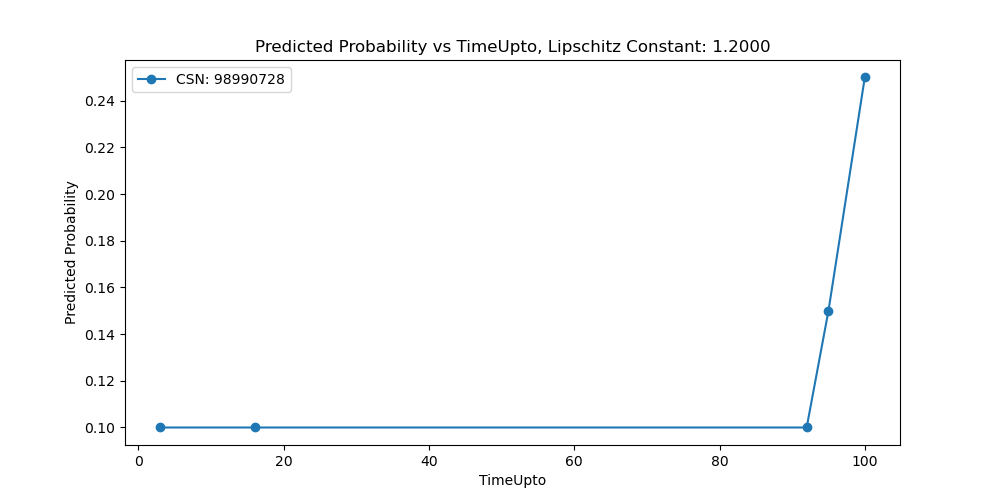 Predicted Probability vs TimeUpto, Lipschitz Constant: 1.2000
CSN: 98990728
Predicted Probability
0.24
0.22
0.20
0.18
0.16
0.14
0.12
0.10
0 20 40 60 80 100
TimeUpto